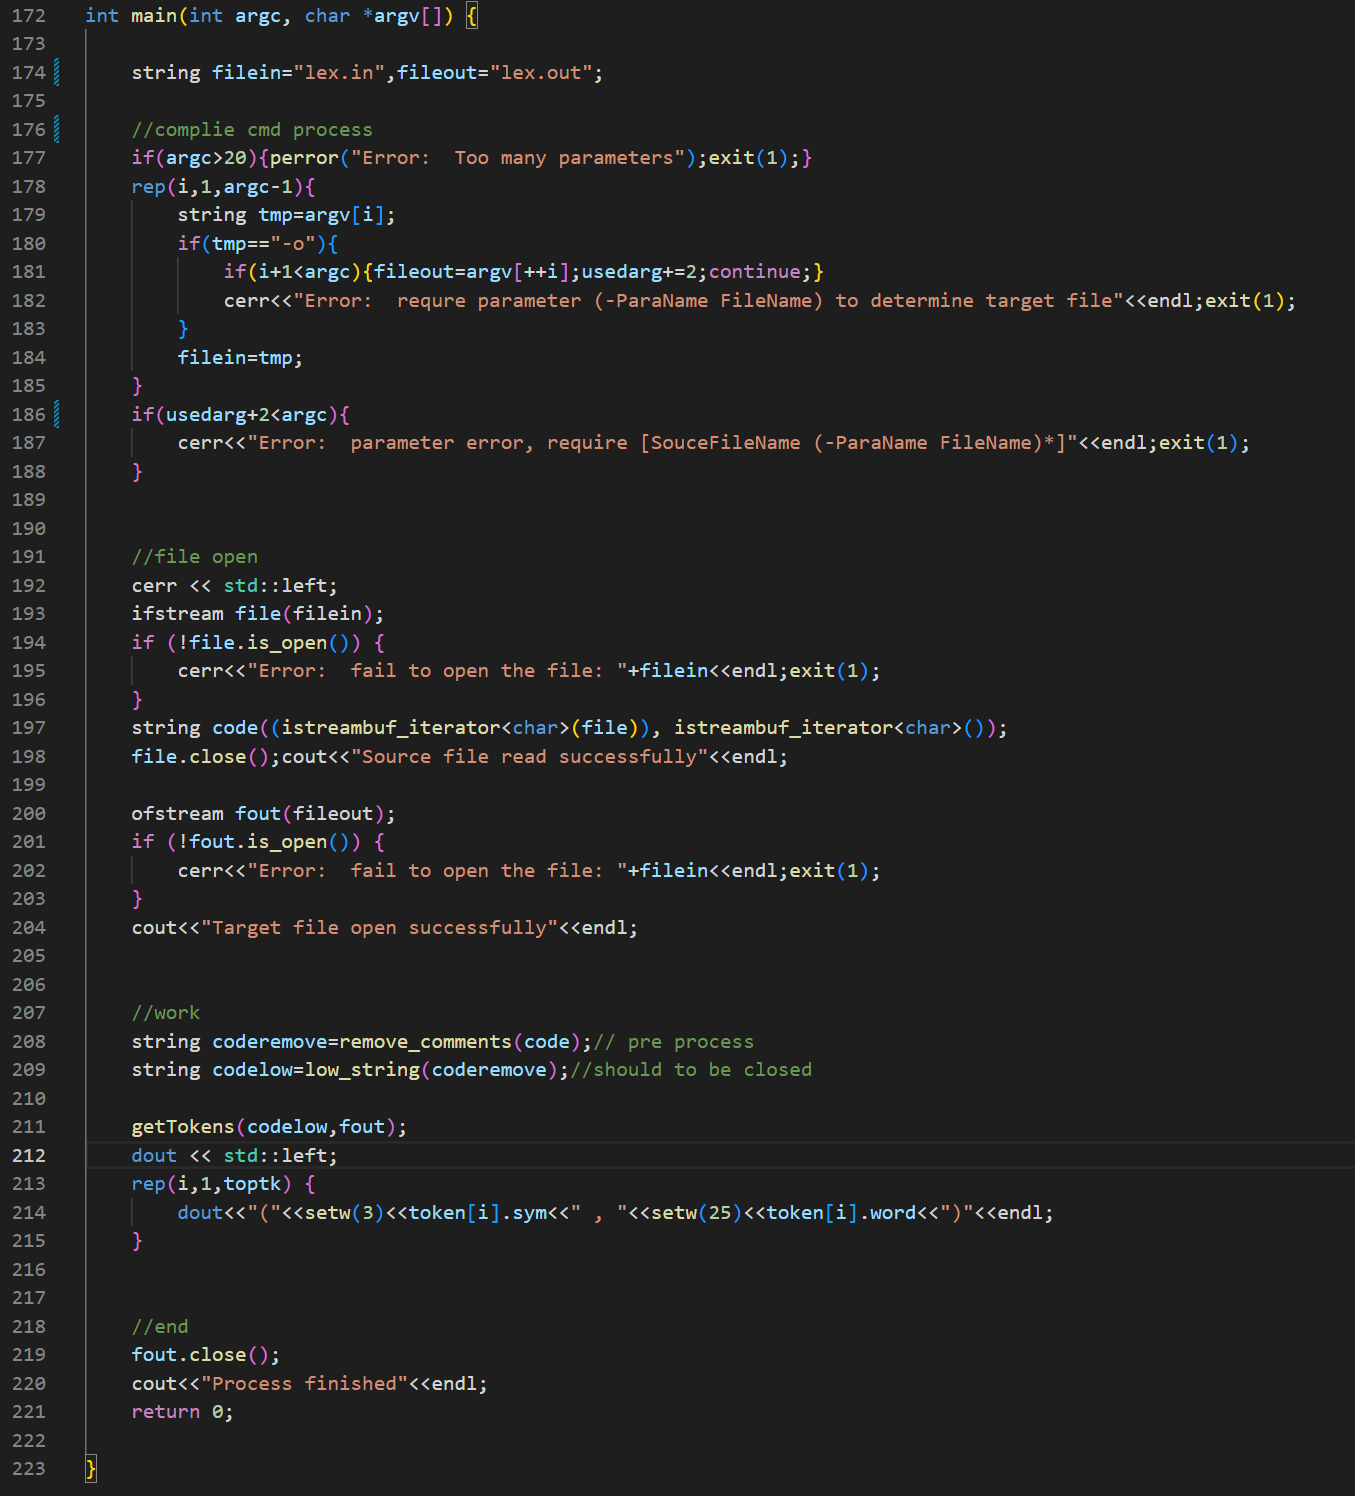 172 int main(int argc, char *argv[]) {
173
174     string filein="lex.in",fileout="lex.out";
175
176     //complie cmd process
177     if(argc>20){perror("Error:  Too many parameters");exit(1);}
178     rep(i,1,argc-1){
179         string tmp=argv[i];
180         if(tmp=="-o"){
181             if(i+1<argc){fileout=argv[++i];usedarg+=2;continue;}
182             cerr<<"Error:  requre parameter (-ParaName FileName) to determine target file"<<endl;exit(1);
183         }
184         filein=tmp;
185     }
186     if(usedarg+2<argc){
187         cerr<<"Error:  parameter error, require [SouceFileName (-ParaName FileName)*]"<<endl;exit(1);
188     }
189
190
191     //file open
192     cerr << std::left;
193     ifstream file(filein);
194     if (!file.is_open()) {
195         cerr<<"Error:  fail to open the file: "+filein<<endl;exit(1);
196     }
197     string code((istreambuf_iterator<char>(file)), istreambuf_iterator<char>());
198     file.close();cout<<"Source file read successfully"<<endl;
199
200     ofstream fout(fileout);
201     if (!fout.is_open()) {
202         cerr<<"Error:  fail to open the file: "+filein<<endl;exit(1);
203     }
204     cout<<"Target file open successfully"<<endl;
205
206
207     //work
208     string coderemove=remove_comments(code);// pre process
209     string codelow=low_string(coderemove);//should to be closed
210
211     getTokens(codelow,fout);
212     dout << std::left;
213     rep(i,1,toptk) {
214         dout<<"("<<setw(3)<<token[i].sym<<" , "<<setw(25)<<token[i].word<<")"<<endl;
215     }
216
217
218     //end
219     fout.close();
220     cout<<"Process finished"<<endl;
221     return 0;
222
223 }